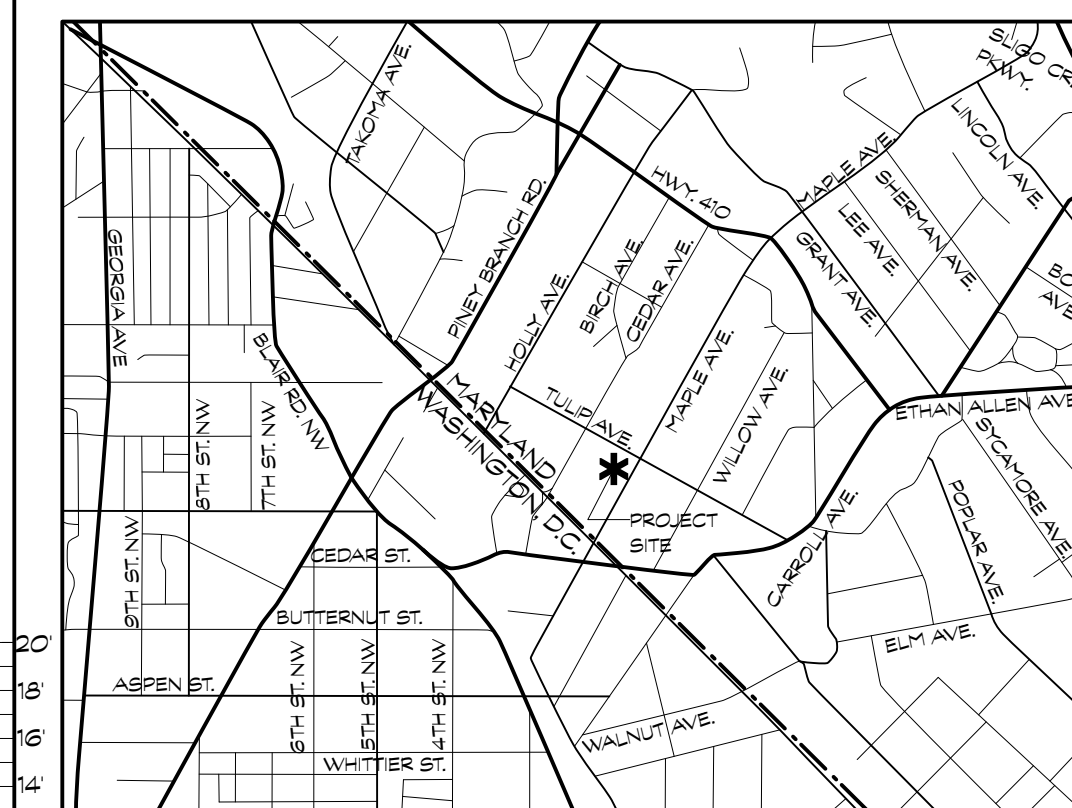 SLIGO CR.
PKWY.
TAKOMA AVE.
LINCOLN AVE.
MAPLE AVE.
HWY. 410
SHERMAN AVE.
PINEY BRANCH RD.
LEE AVE.
GEORGIA AVE
GRANT AVE.
BIRCH AVE.
CEDAR AVE.
HOLLY AVE.
BO
AVE
BLAIR RD. NW
MAPLE AVE.
WILLOW AVE.
MARYLAND
WASHINGTON, D.C.
TULIP AVE.
ETHAN ALLEN AVE
8TH ST. NW
7TH ST. NW
*
SYCAMORE AVE.
POPLAR AVE.
PROJECT
SITE
CARROLL AVE.
6TH ST. NW
CEDAR ST.
BUTTERNUT ST.
20'
ELM AVE.
6TH ST. NW
5TH ST. NW
4TH ST. NW
ASPEN ST.
18'
WALNUT AVE.
16'
WHITTIER ST.
14'